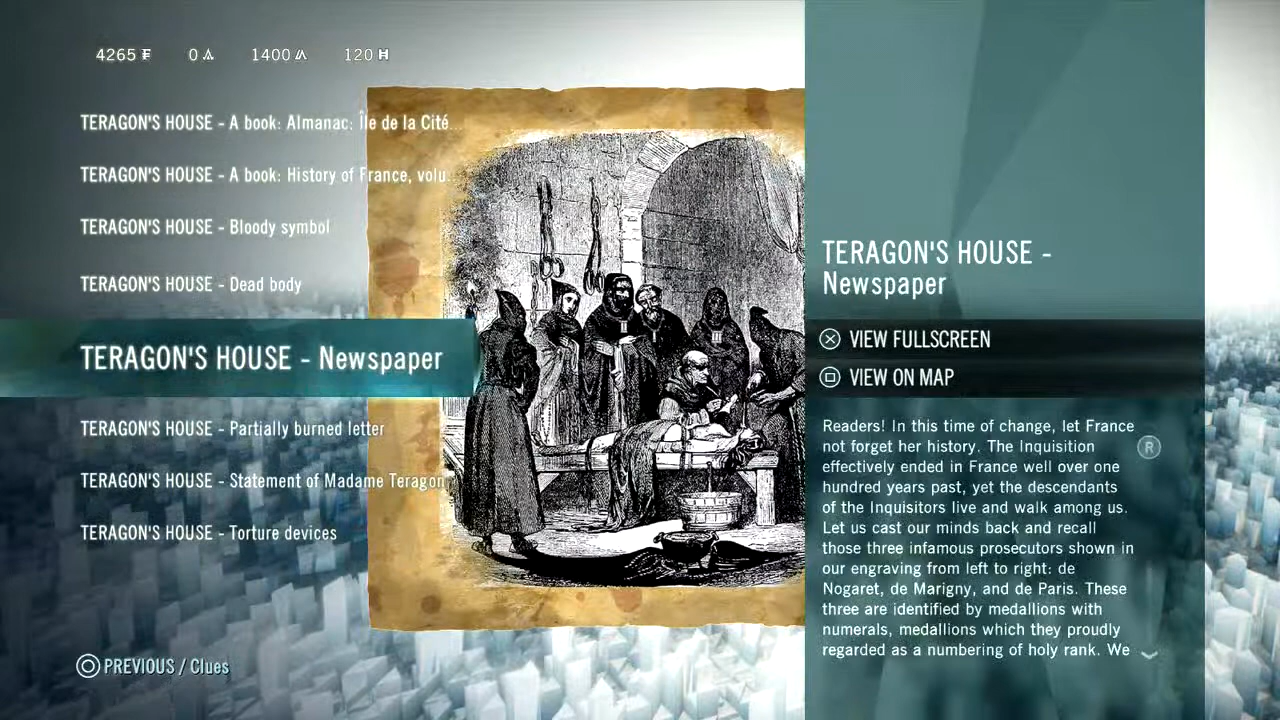 4265 0 1400 120
TERAGON'S HOUSE - A book: Almanac: Île de la Cité...
TERAGON'S HOUSE - A book: History of France, volu...
TERAGON'S HOUSE - Bloody symbol
TERAGON'S HOUSE - Dead body
TERAGON'S HOUSE - Newspaper
TERAGON'S HOUSE - Partially burned letter
TERAGON'S HOUSE - Statement of Madame Teragon
TERAGON'S HOUSE - Torture devices
PREVIOUS / Clues
II
III
TERAGON'S HOUSE -
Newspaper
VIEW FULLSCREEN
VIEW ON MAP
Readers! In this time of change, let France
not forget her history. The Inquisition
effectively ended in France well over one
hundred years past, yet the descendants
of the Inquisitors live and walk among us.
Let us cast our minds back and recall
those three infamous prosecutors shown in
our engraving from left to right: de
Nogaret, de Marigny, and de Paris. These
three are identified by medallions with
numerals, medallions which they proudly
regarded as a numbering of holy rank. We
R